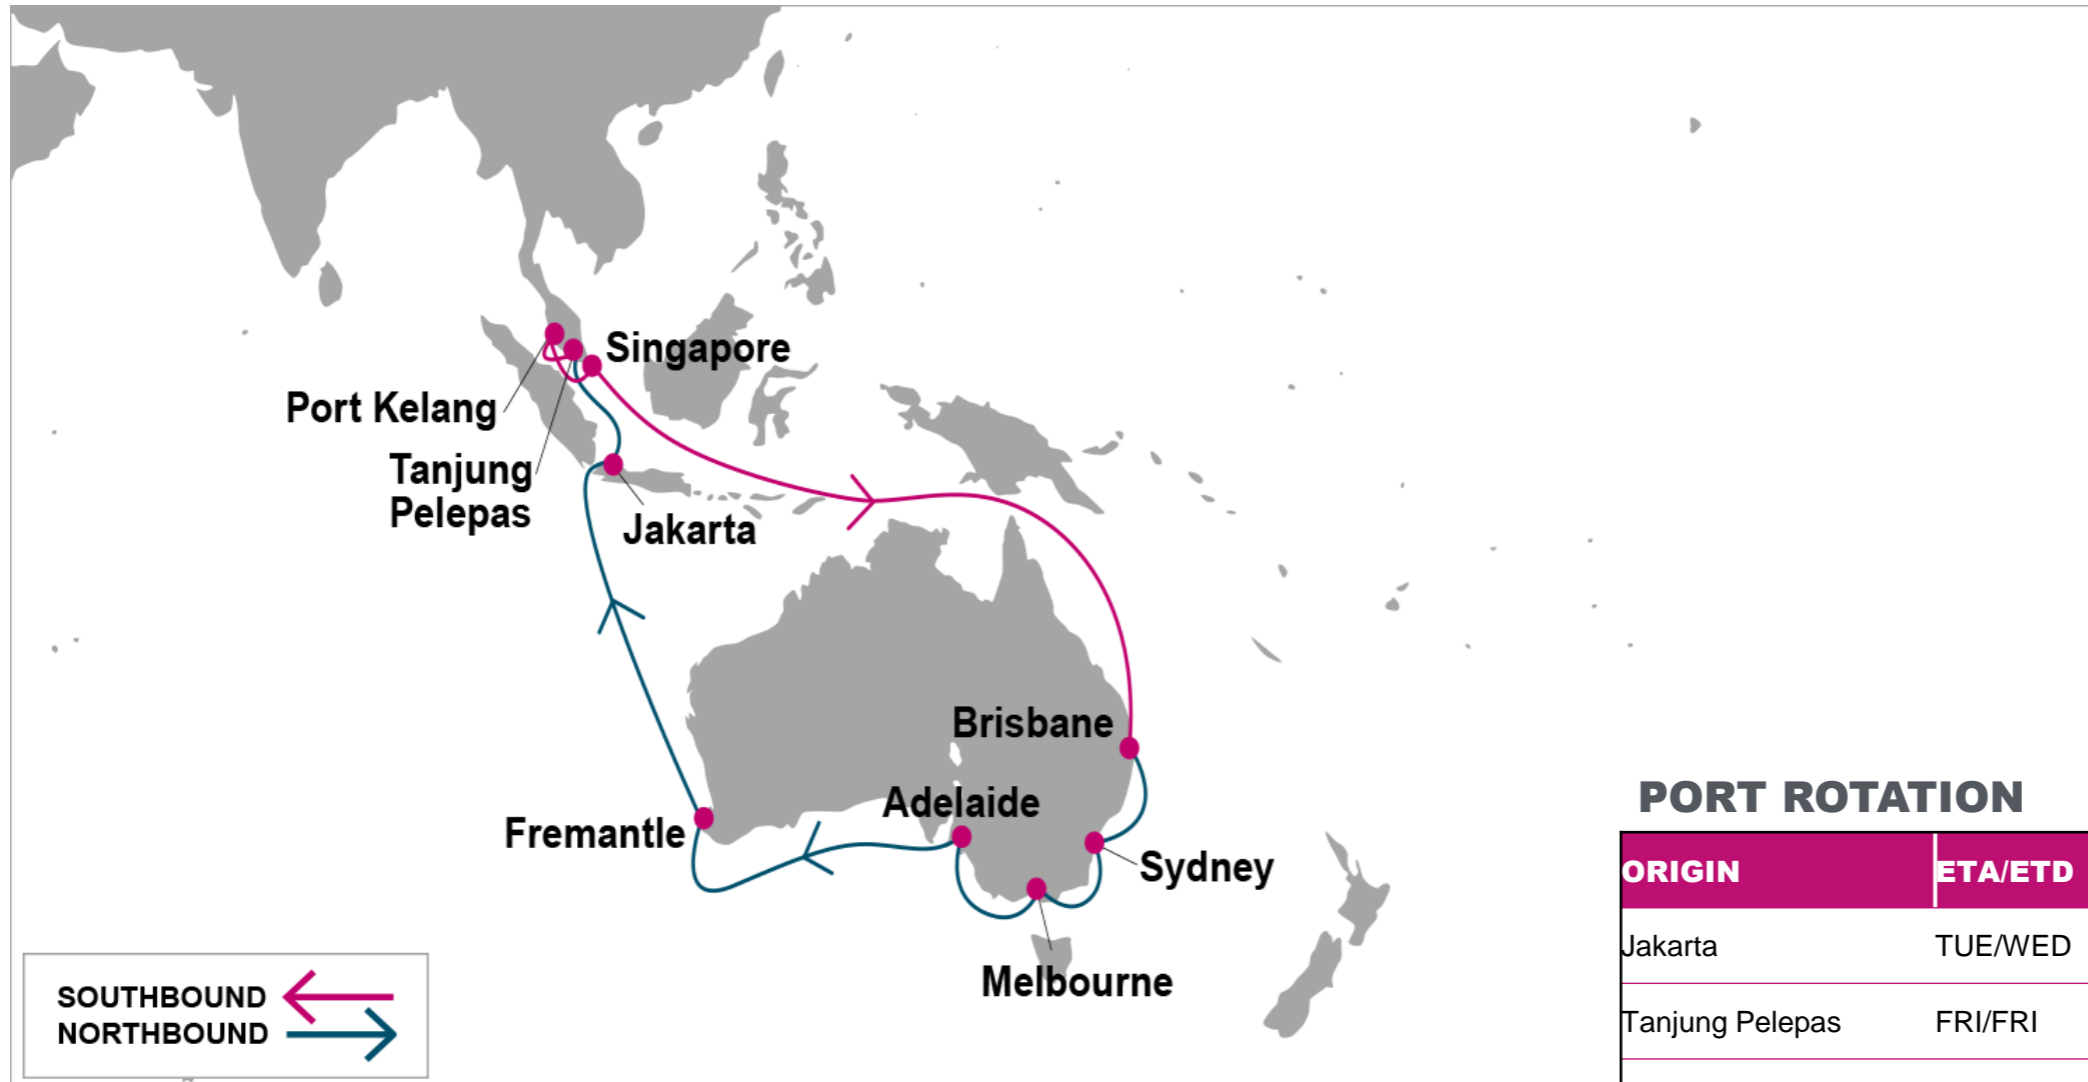 Singapore
Port Kelang
Tanjung
Pelepas
Jakarta
Brisbane
Adelaide
Fremantle
Sydney
Melbourne
SOUTHBOUND
NORTHBOUND
PORT ROTATION
ORIGIN ETA/ETD
Jakarta TUE/WED
Tanjung Pelepas FRI/FRI